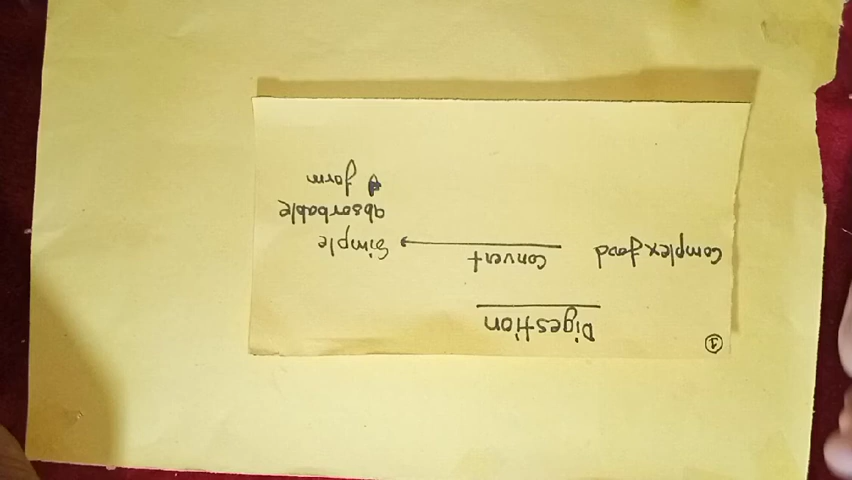 1
Digestion
Complex food convert Simple
absorbable
form